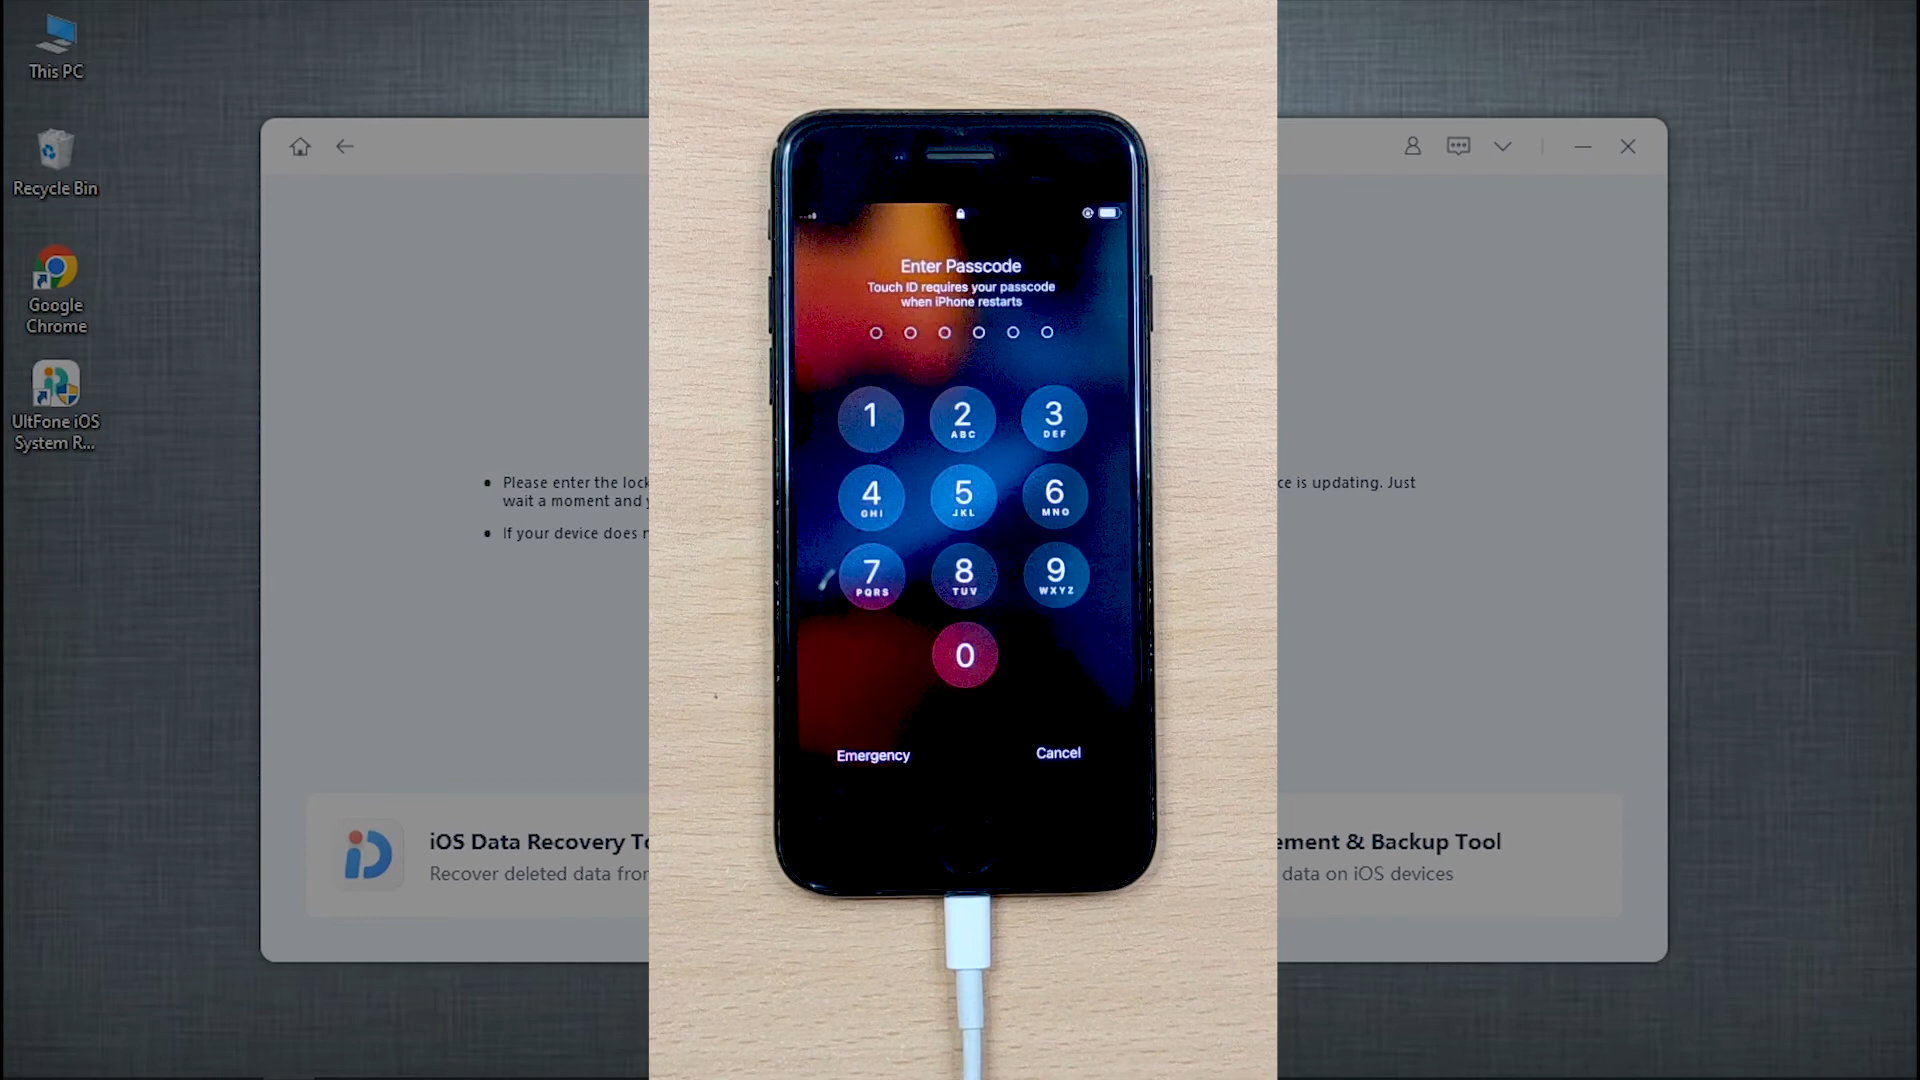 This PC
Recycle Bin
Google
Chrome
UltFone iOS
System R...
Please enter the lock
wait a moment and
If your device does
ce is updating. Just
iOS Data Recovery To
Recover deleted data from
ement & Backup Tool
data on iOS devices
Enter Passcode
Touch ID requires your passcode
when iPhone restarts
1
2
ABC
3
DEF
4
GHI
5
JKL
6
MNO
7
PQRS
8
TUV
9
WXYZ
0
Emergency
Cancel